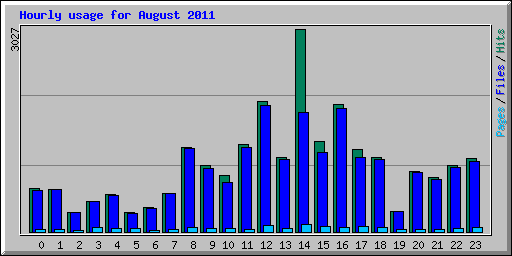 Hourly usage for August 2011
3027
Pages/Files/Hits
0 1 2 3 4 5 6 7 8 9 10 11 12 13 14 15 16 17 18 19 20 21 22 23